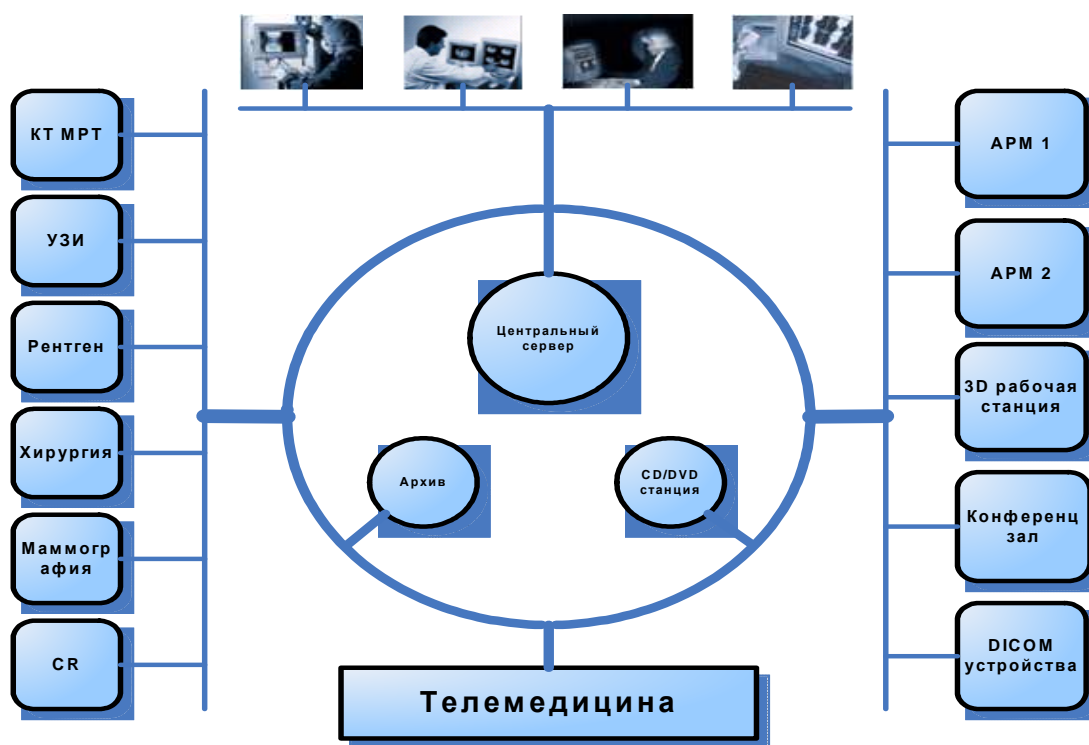 КТ МРТ
УЗИ
Рентген
Хирургия
Маммогр
афия
CR
Центральный
сервер
Архив
CD/DVD
станция
Телемедицина
АРМ 1
АРМ 2
3D рабочая
станция
Конференц
зал
DICOM
устройства